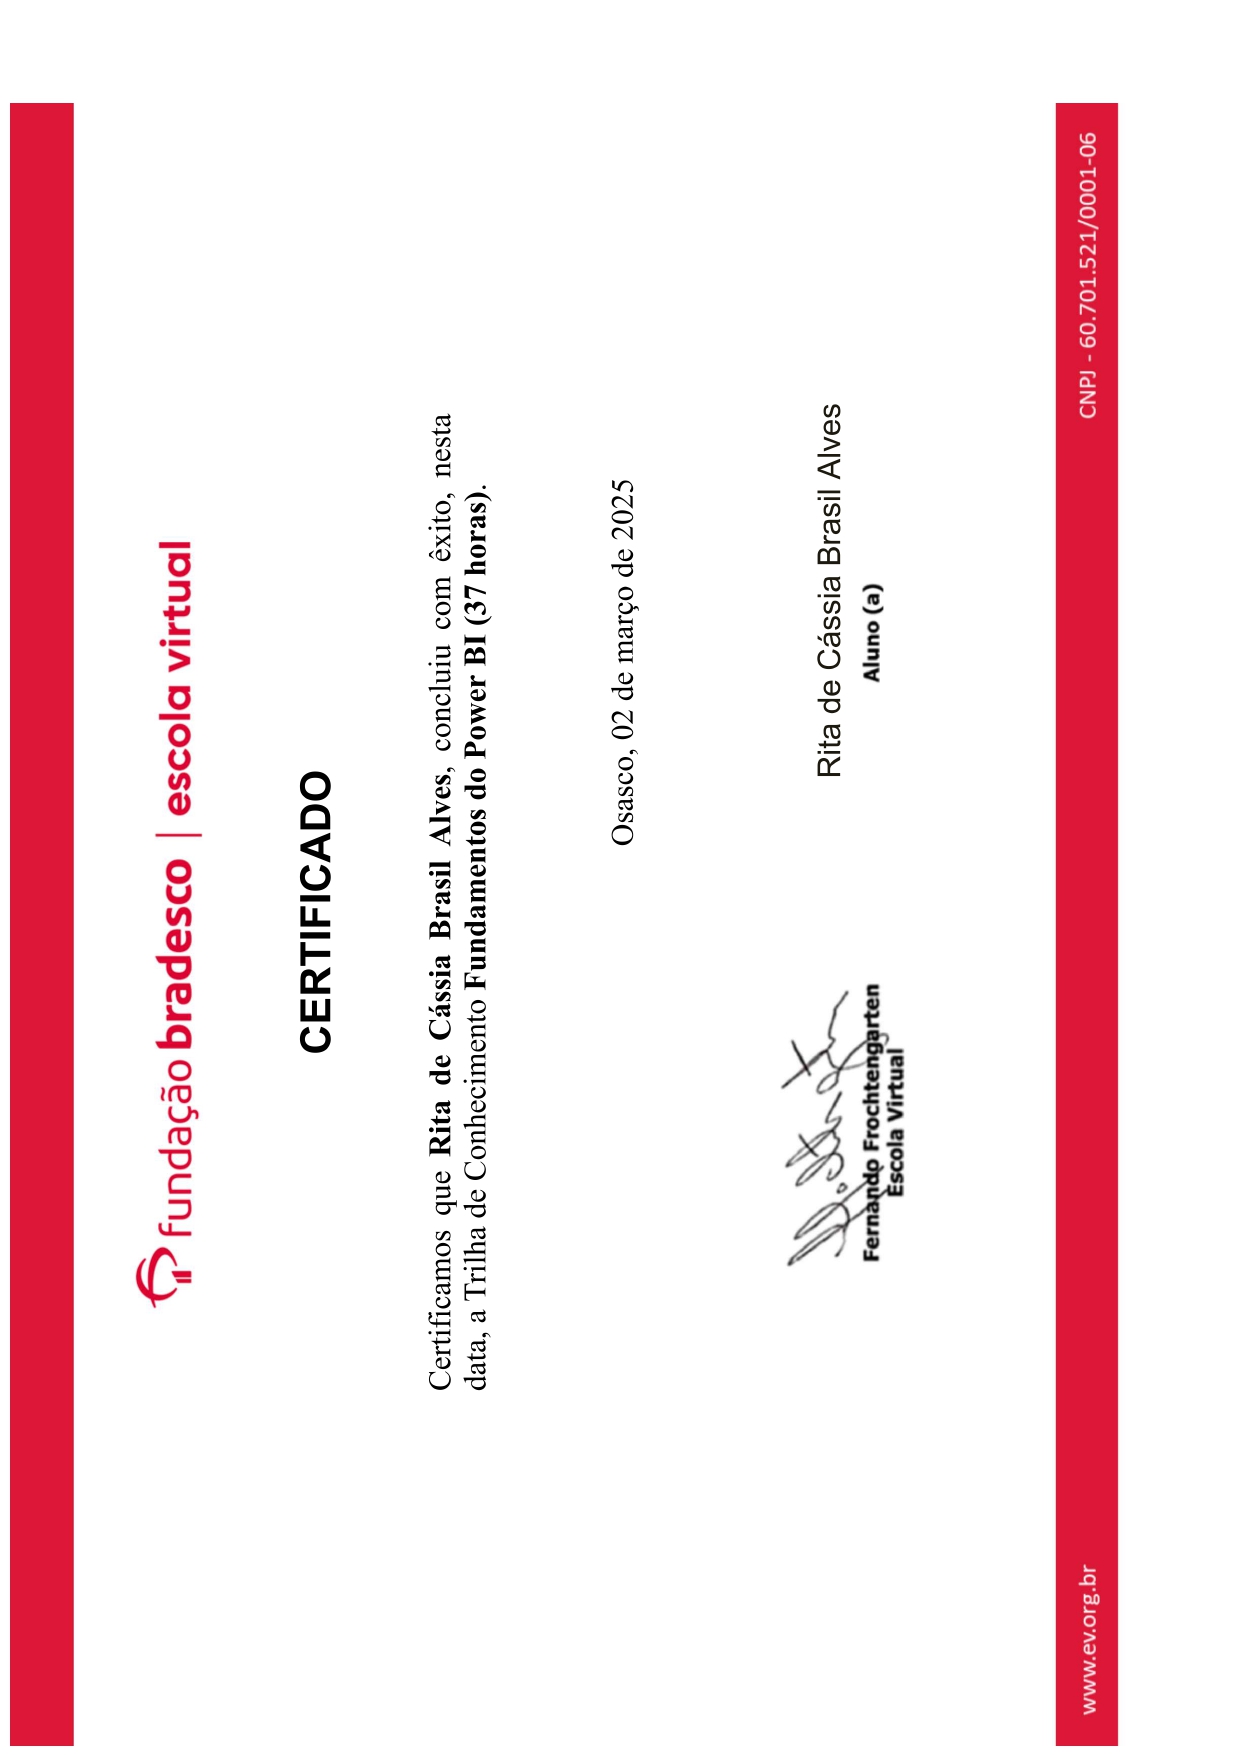 fundação bradesco | escola virtual
CERTIFICADO
Certificamos que Rita de Cássia Brasil Alves, concluiu com êxito, nesta
data, a Trilha de Conhecimento Fundamentos do Power BI (37 horas).
Osasco, 02 de março de 2025
Rita de Cássia Brasil Alves
Fernando Frochtengarten
Escola Virtual
Aluno (a)
www.ev.org.br
CNPJ - 60.701.521/0001-06